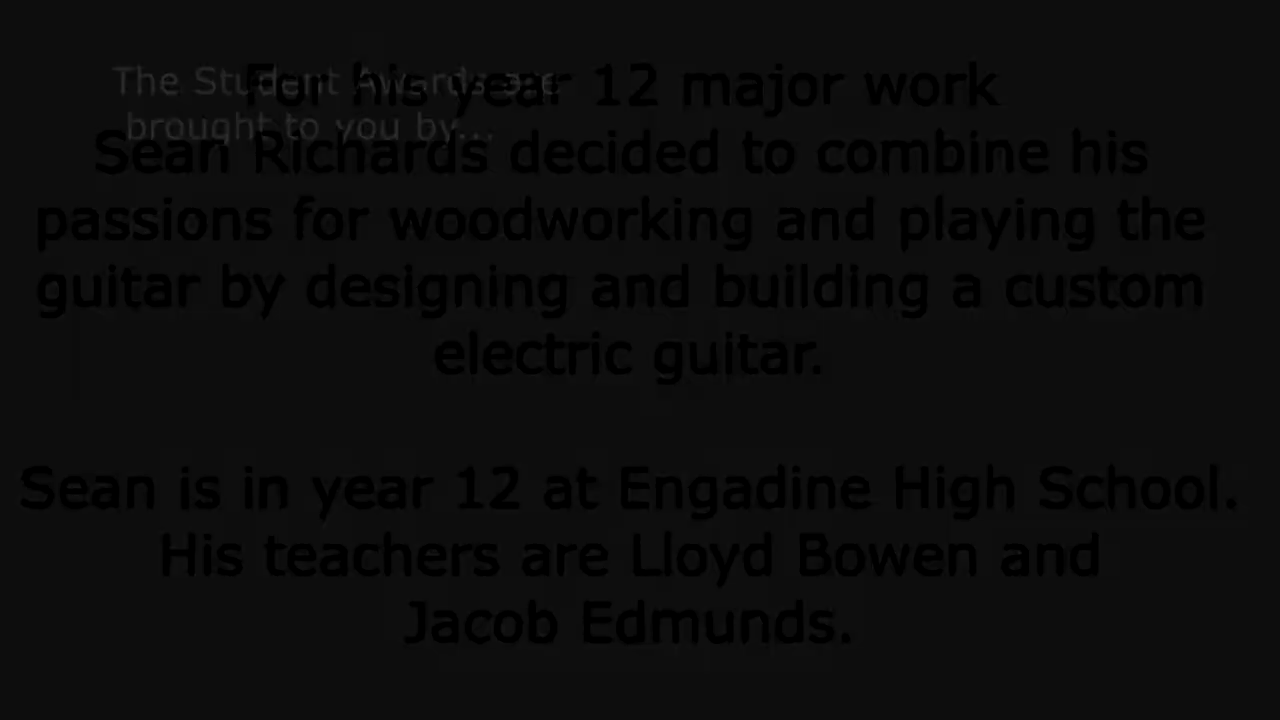 The Student Awards are
brought to you by...
For his year 12 major work
Sean Richards decided to combine his
passions for woodworking and playing the
guitar by designing and building a custom
electric guitar.
Sean is in year 12 at Engadine High School.
His teachers are Lloyd Bowen and
Jacob Edmunds.